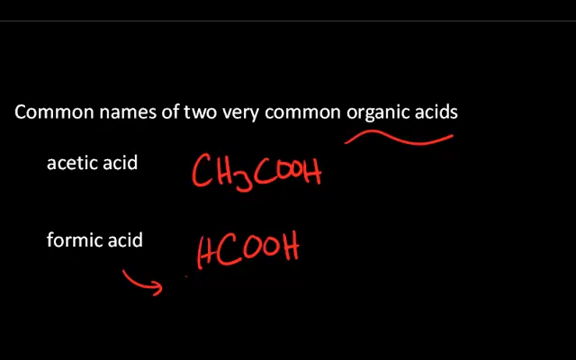 Common names of two very common organic acids
acetic acid CH3COOH
formic acid HCOOH